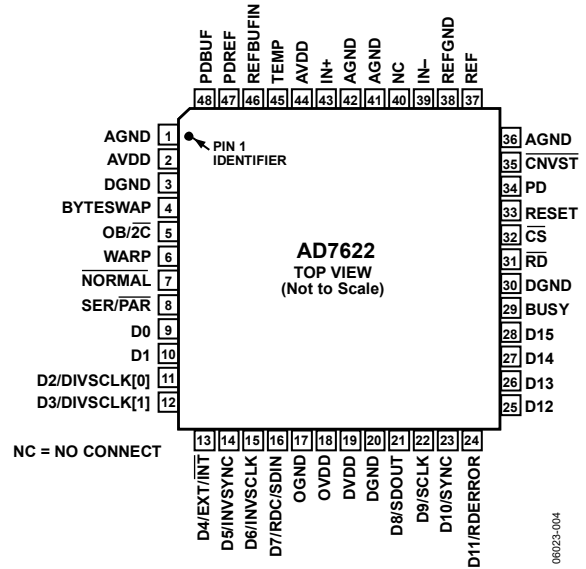 PDBUF
PDREF
REFBUFIN
TEMP
AVDD
IN+
AGND
AGND
NC
IN–
REFGND
REF
48 47 46 45 44 43 42 41 40 39 38 37
AGND 1
AVDD 2
DGND 3
BYTESWAP 4
OB/2C̅ 5
WARP 6
N̅O̅R̅M̅A̅L̅ 7
SER/P̅A̅R̅ 8
D0 9
D1 10
D2/DIVSCLK[0] 11
D3/DIVSCLK[1] 12
PIN 1
IDENTIFIER
AD7622
TOP VIEW
(Not to Scale)
36 AGND
35 C̅N̅V̅S̅T̅
34 PD
33 RESET
32 C̅S̅
31 R̅D̅
30 DGND
29 BUSY
28 D15
27 D14
26 D13
25 D12
13 14 15 16 17 18 19 20 21 22 23 24
D4/EXT/I̅N̅T̅
D5/INVSYNC
D6/INVSCLK
D7/RDC/SDIN
OGND
OVDD
DVDD
DGND
D8/SDOUT
D9/SCLK
D10/SYNC
D11/RDERROR
NC = NO CONNECT
06023-004